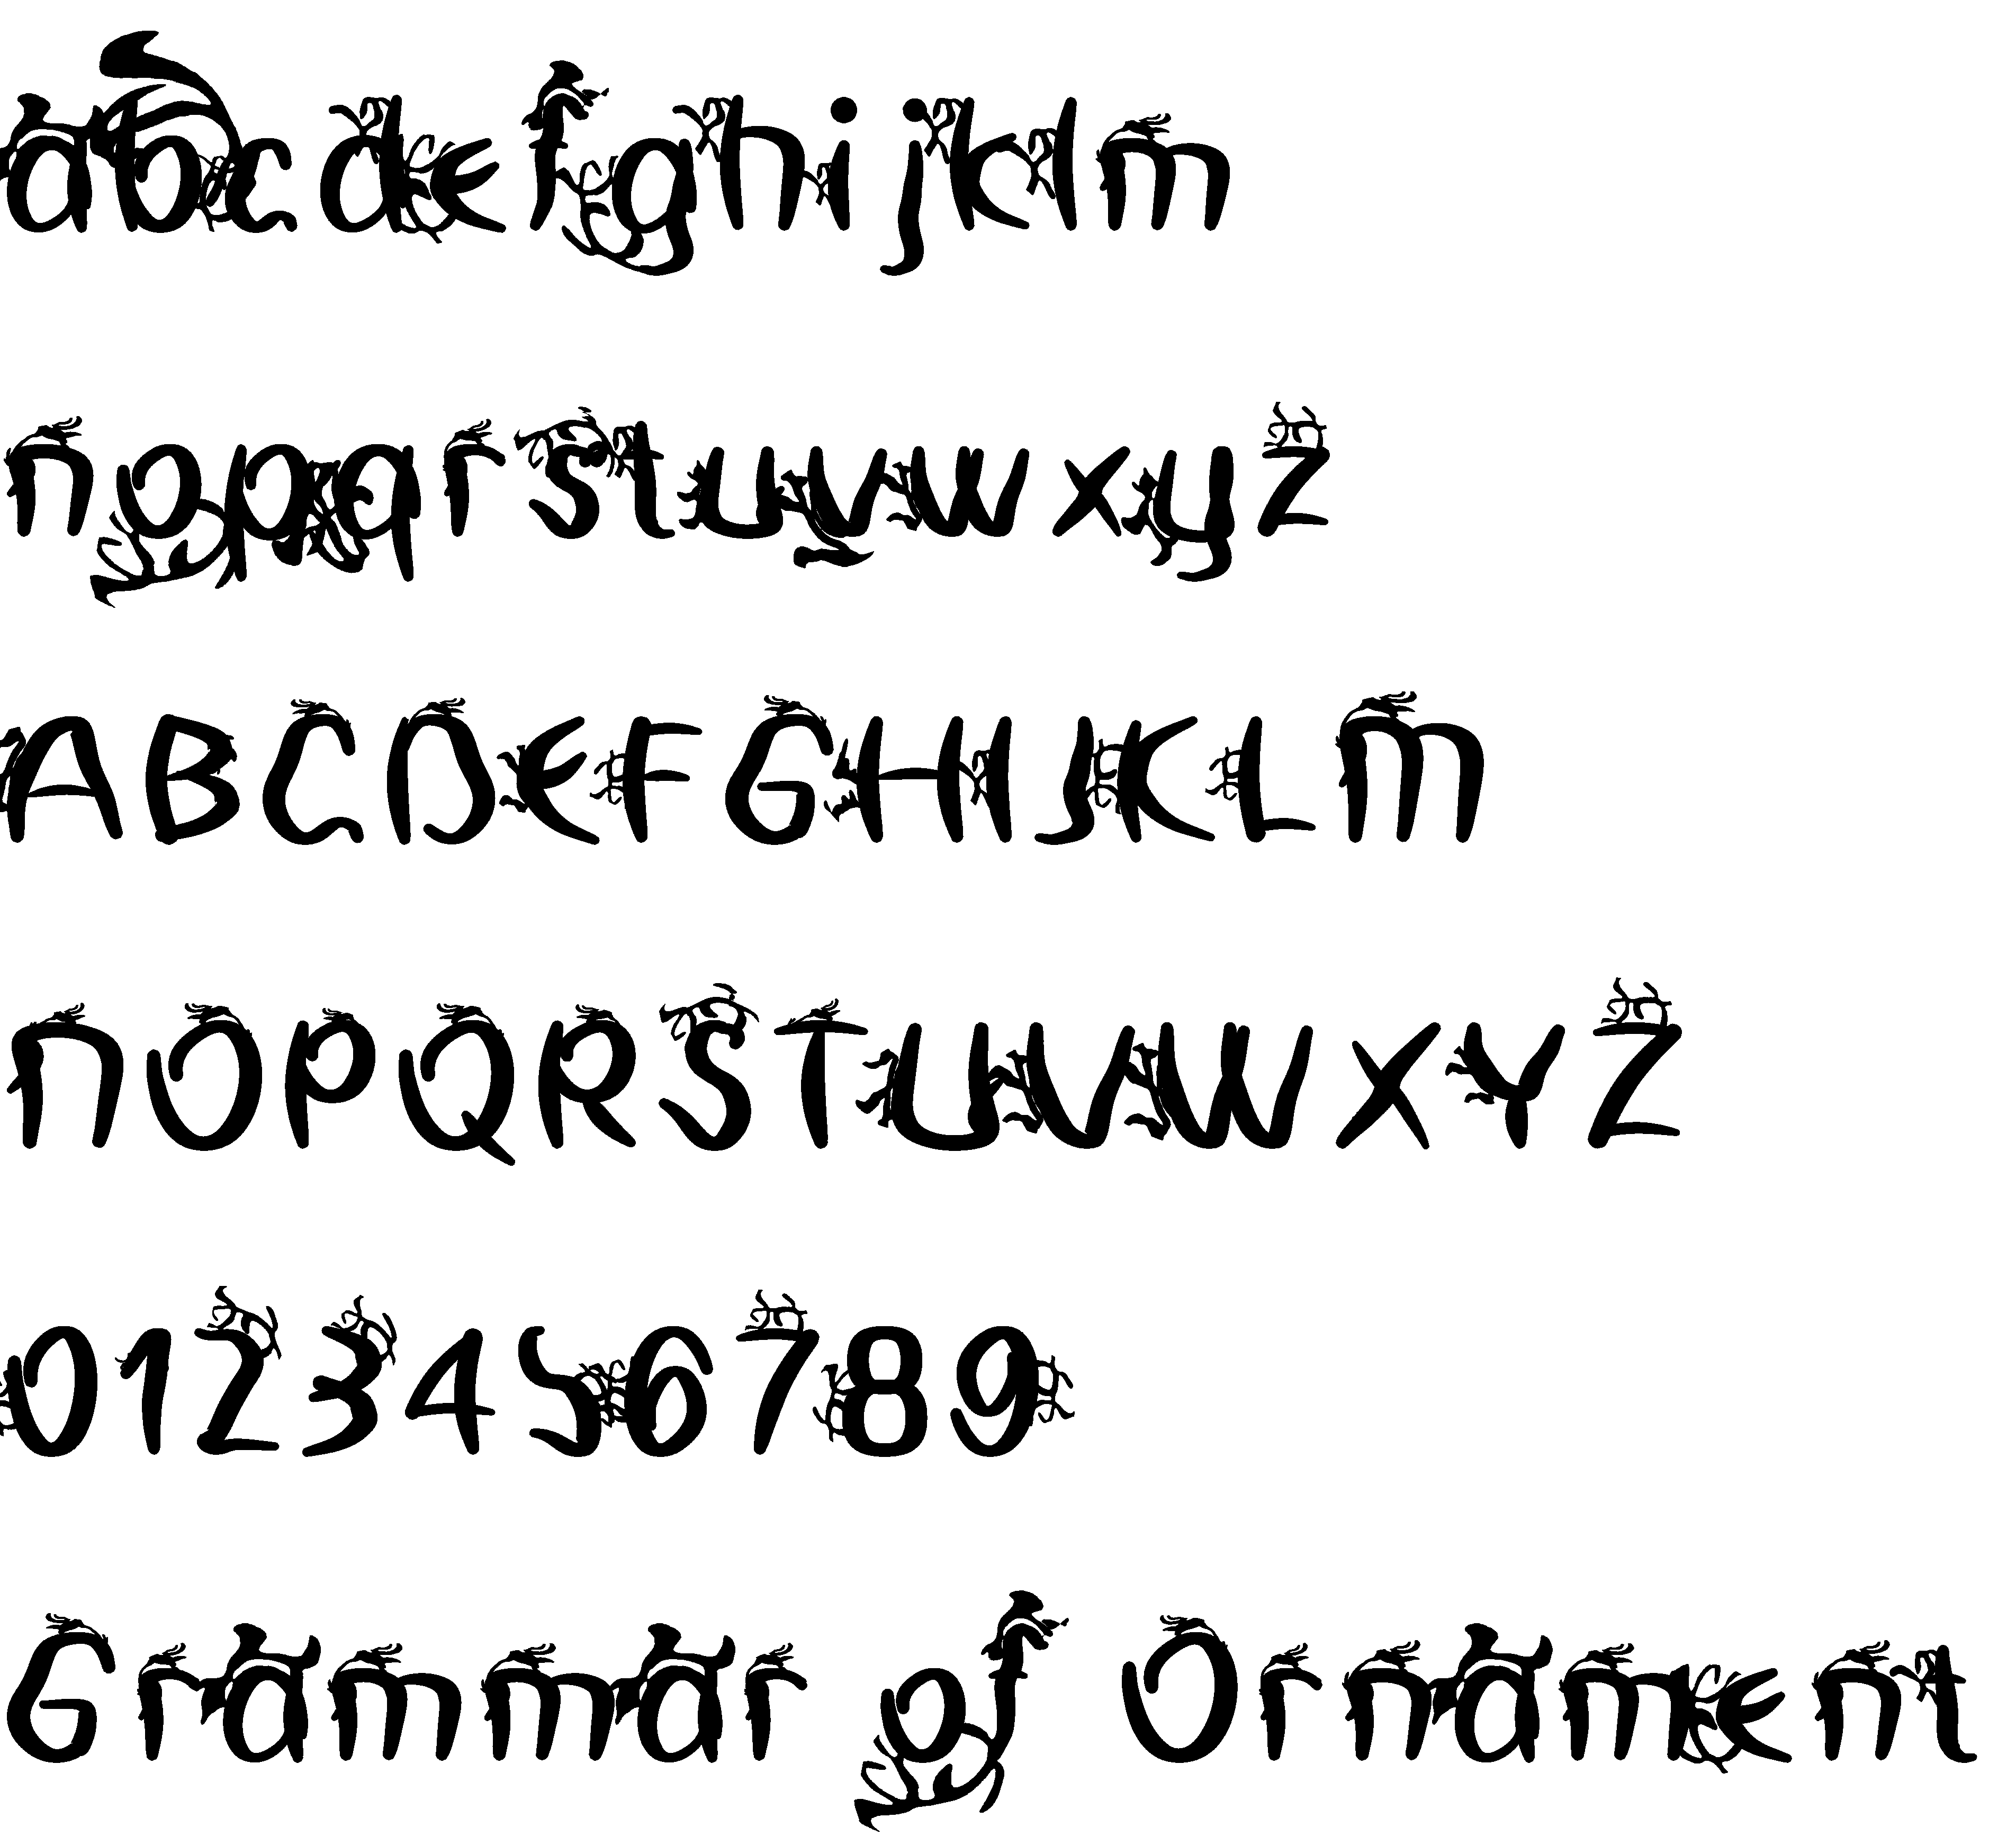 abcdefghijklm
nopqrstuvwxyz
ABCDEFGHIJKLM
NOPQRSTUVWXYZ
0123456789
Grammar of Ornament